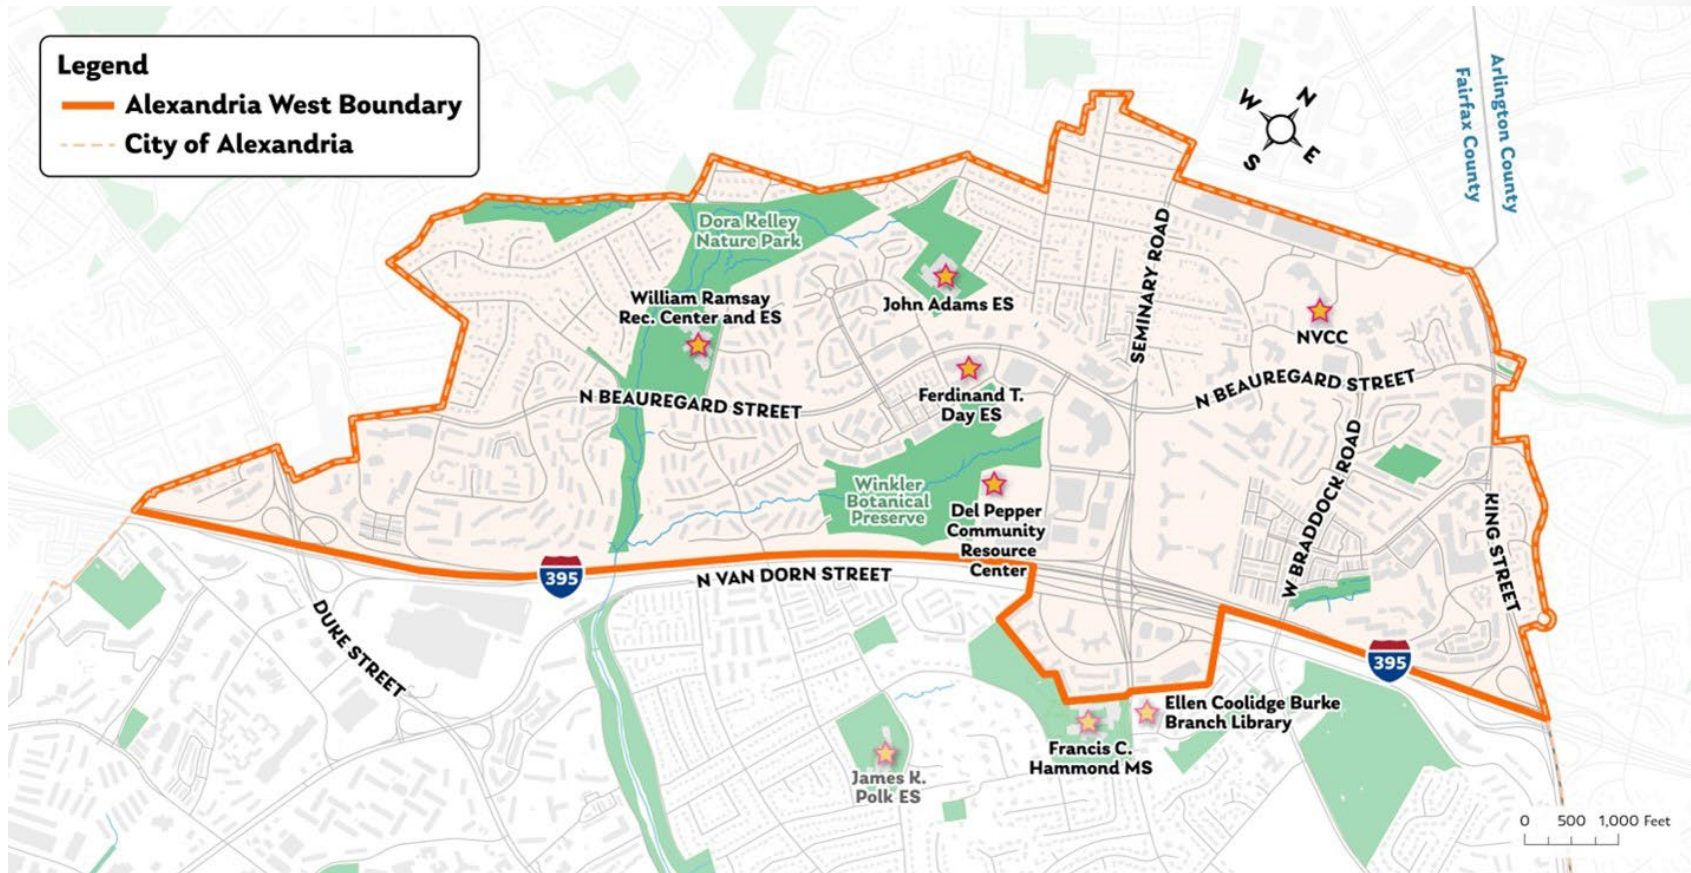 Legend
Alexandria West Boundary
City of Alexandria
W
N
S
E
Arlington County
Fairfax County
Dora Kelley
Nature Park
William Ramsay
Rec. Center and ES
John Adams ES
SEMINARY ROAD
NVCC
N BEAUREGARD STREET
Ferdinand T.
Day ES
N BEAUREGARD STREET
W BRADDOCK ROAD
KING STREET
Winkler
Botanical
Preserve
Del Pepper
Community
Resource
Center
395
N VAN DORN STREET
DUKE STREET
395
Ellen Coolidge Burke
Branch Library
Francis C.
Hammond MS
James K.
Polk ES
0 500 1,000 Feet